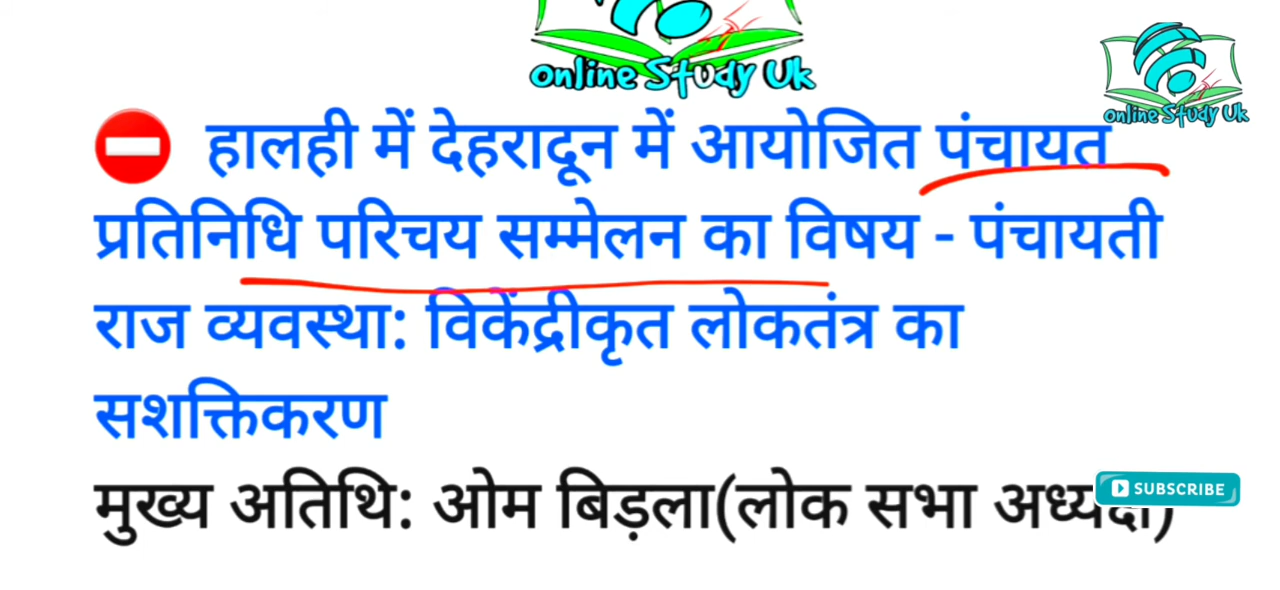 online Study Uk
online Study Uk
हालही में देहरादून में आयोजित पंचायत
प्रतिनिधि परिचय सम्मेलन का विषय - पंचायती
राज व्यवस्था: विकेंद्रीकृत लोकतंत्र का
सशक्तिकरण
मुख्य अतिथि: ओम बिड़ला(लोक सभा
SUBSCRIBE